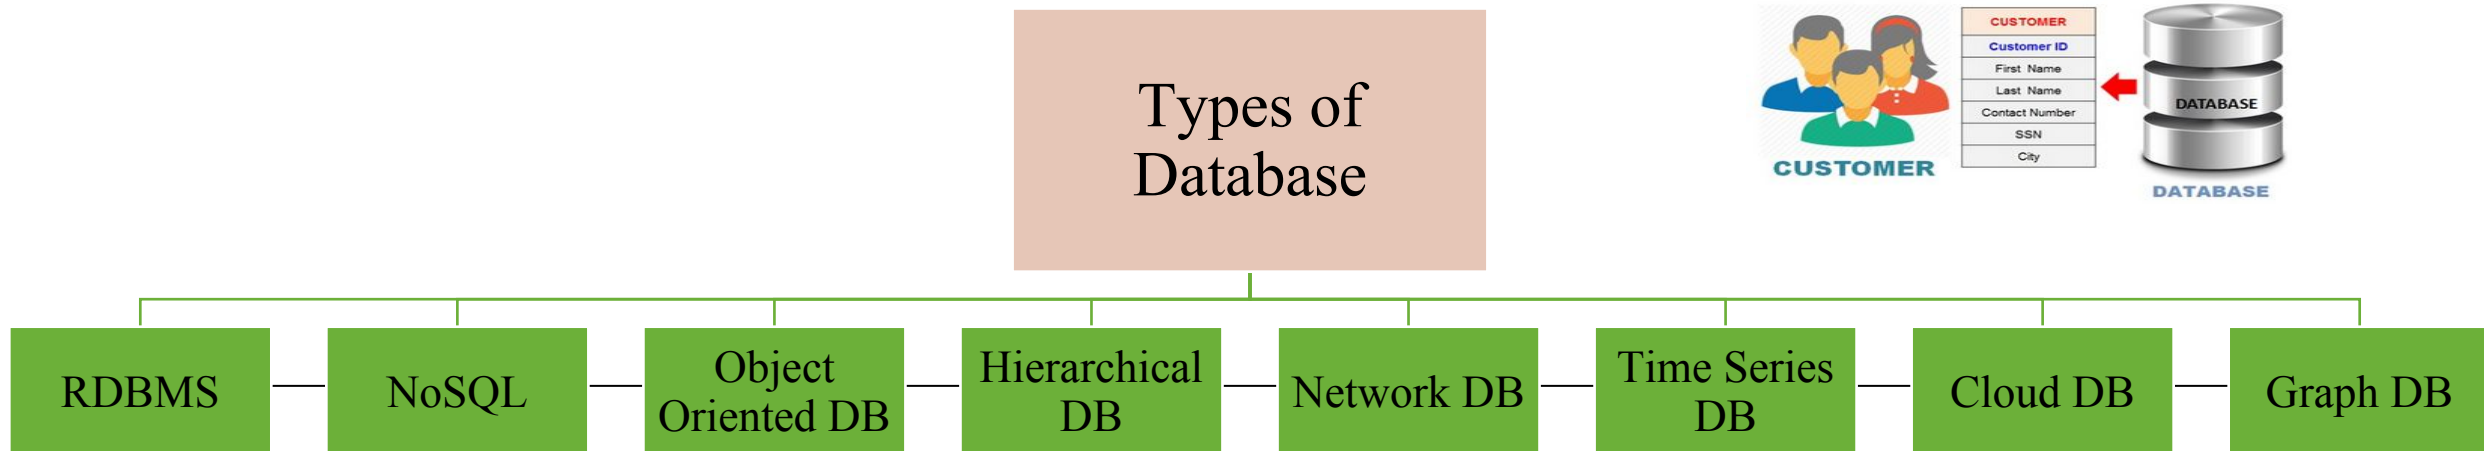 Types of
Database
CUSTOMER
CUSTOMER
Customer ID
First Name
Last Name
Contact Number
SSN
City
DATABASE
DATABASE
RDBMS
NoSQL
Object
Oriented DB
Hierarchical
DB
Network DB
Time Series
DB
Cloud DB
Graph DB